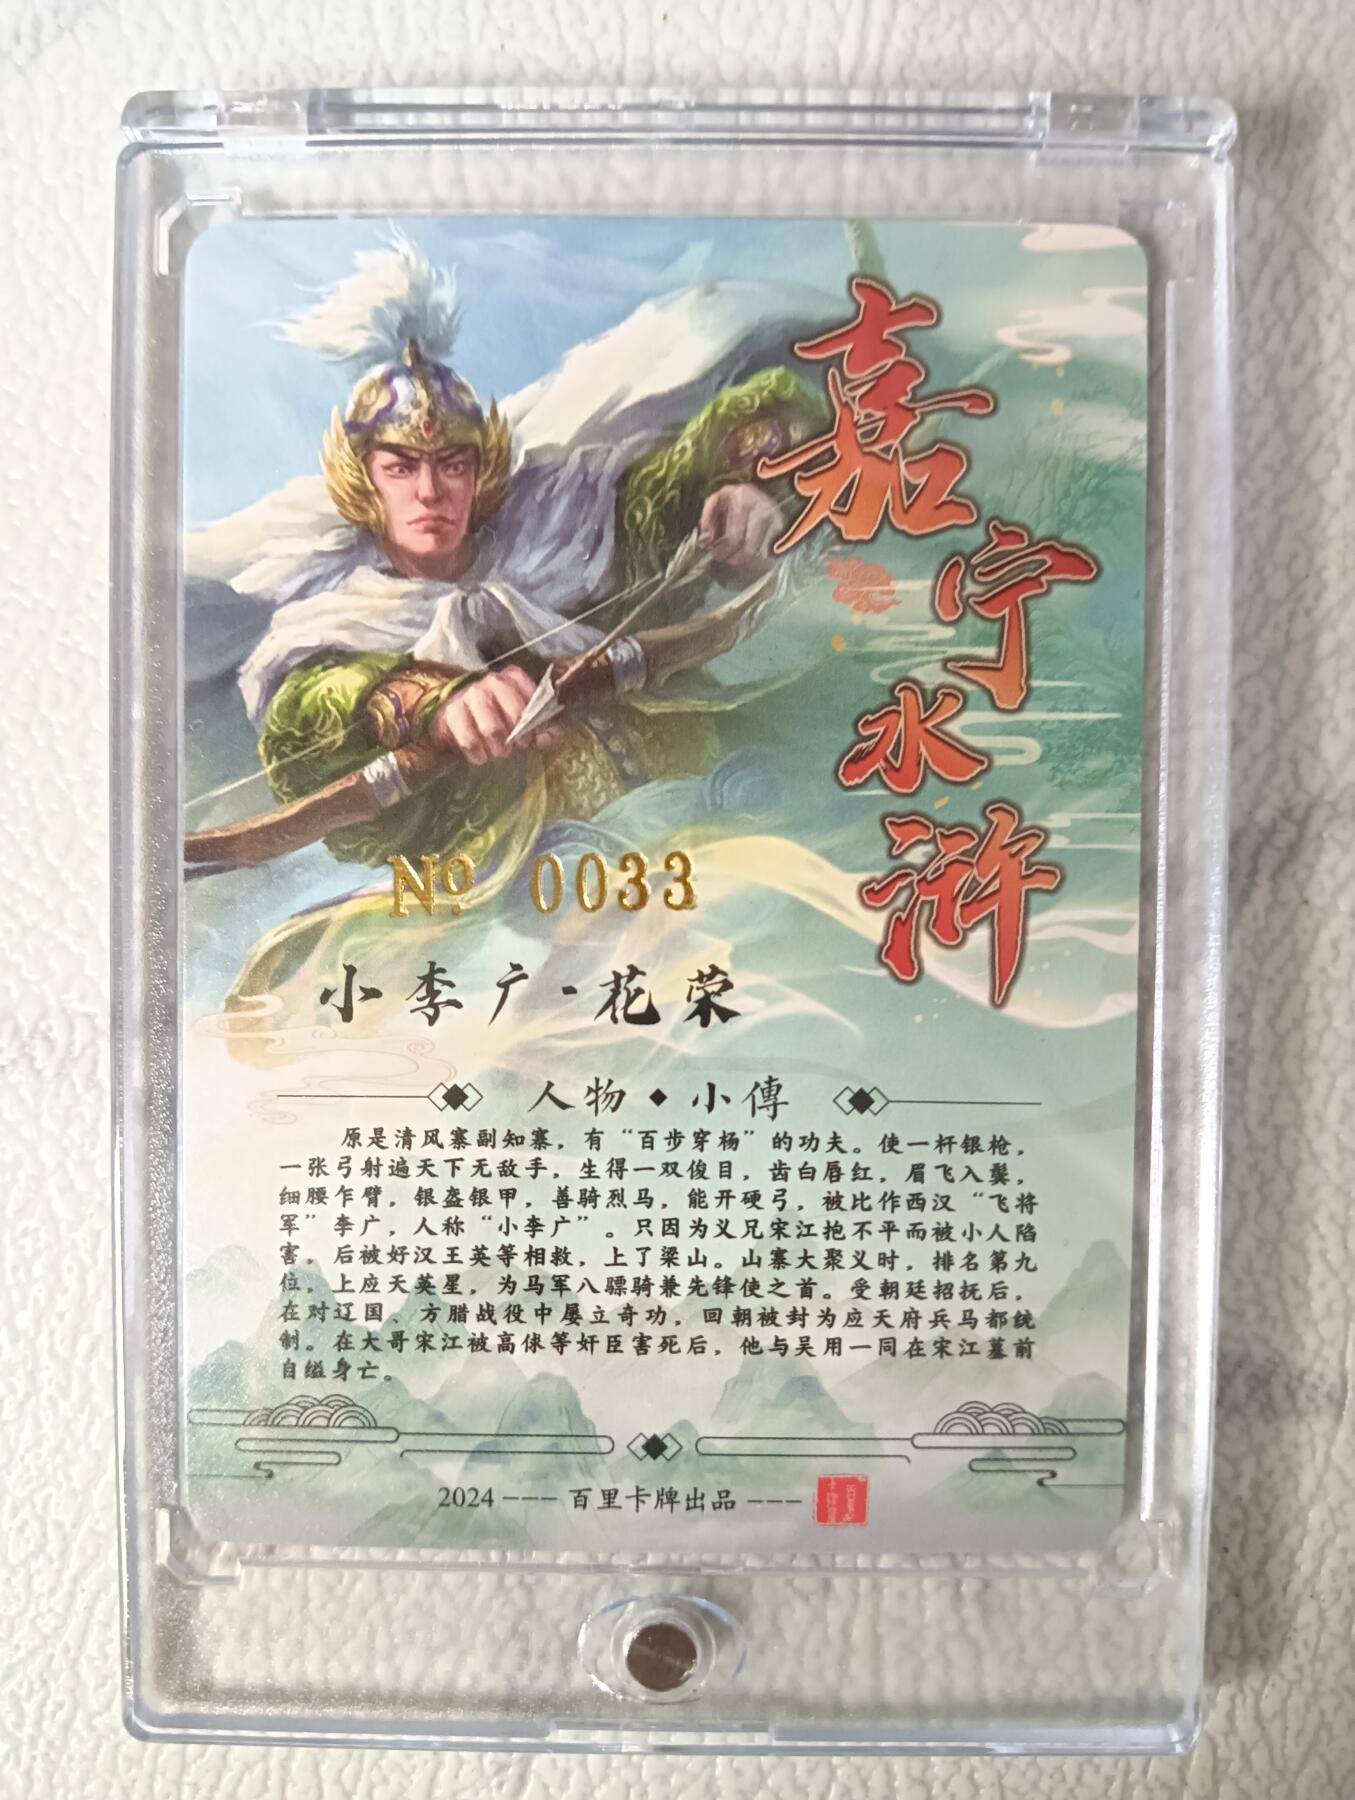 嘉宁水浒
No. 0033
小李广·花荣
人物◆小傳
原是清风寨副知寨，有“百步穿杨”的功夫。使一杆银枪，
一张弓射遍天下无敌手，生得一双俊目，齿白唇红，眉飞入鬓，
细腰乍臂，银盔银甲，善骑烈马，能开硬弓，被比作西汉“飞将
军”李广，人称“小李广”。只因为义兄宋江抱不平而被小人陷
害，后被好汉王英等相救，上了梁山。山寨大聚义时，排名第九
位，上应天英星，为马军八骠骑兼先锋使之首。受朝廷招抚后，
在对辽国、方腊战役中屡立奇功，回朝被封为应天府兵马都统
制。在大哥宋江被高俅等奸臣害死后，他与吴用一同在宋江墓前
自缢身亡。
2024 --- 百里卡牌出品 ---